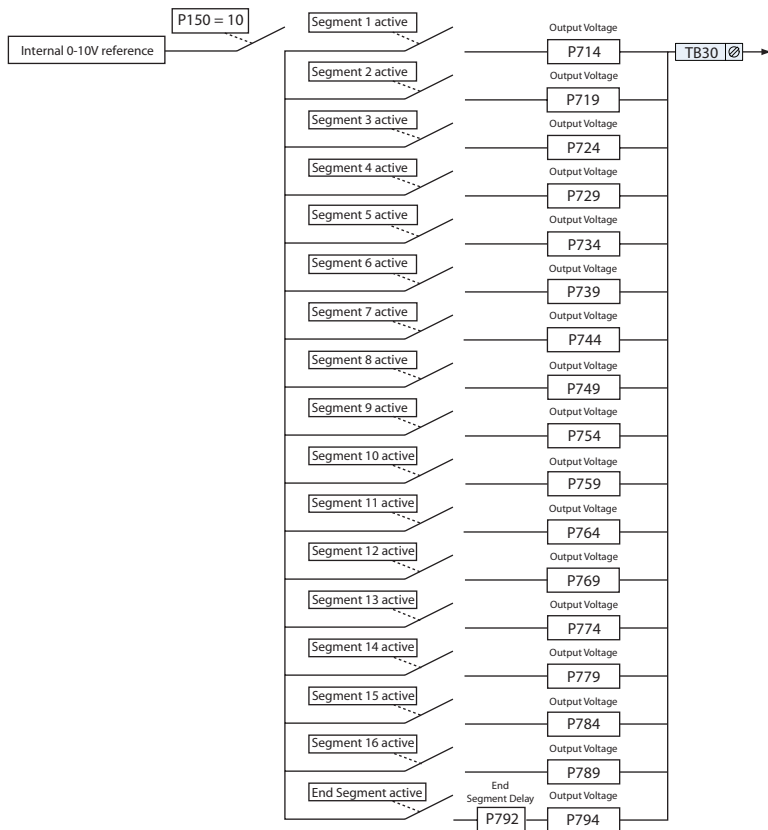 P150 = 10
Internal 0-10V reference
Segment 1 active
Output Voltage
P714
TB30
Segment 2 active
Output Voltage
P719
Segment 3 active
Output Voltage
P724
Segment 4 active
Output Voltage
P729
Segment 5 active
Output Voltage
P734
Segment 6 active
Output Voltage
P739
Segment 7 active
Output Voltage
P744
Segment 8 active
Output Voltage
P749
Segment 9 active
Output Voltage
P754
Segment 10 active
Output Voltage
P759
Segment 11 active
Output Voltage
P764
Segment 12 active
Output Voltage
P769
Segment 13 active
Output Voltage
P774
Segment 14 active
Output Voltage
P779
Segment 15 active
Output Voltage
P784
Segment 16 active
Output Voltage
P789
End Segment active
End
Segment Delay
P792
Output Voltage
P794